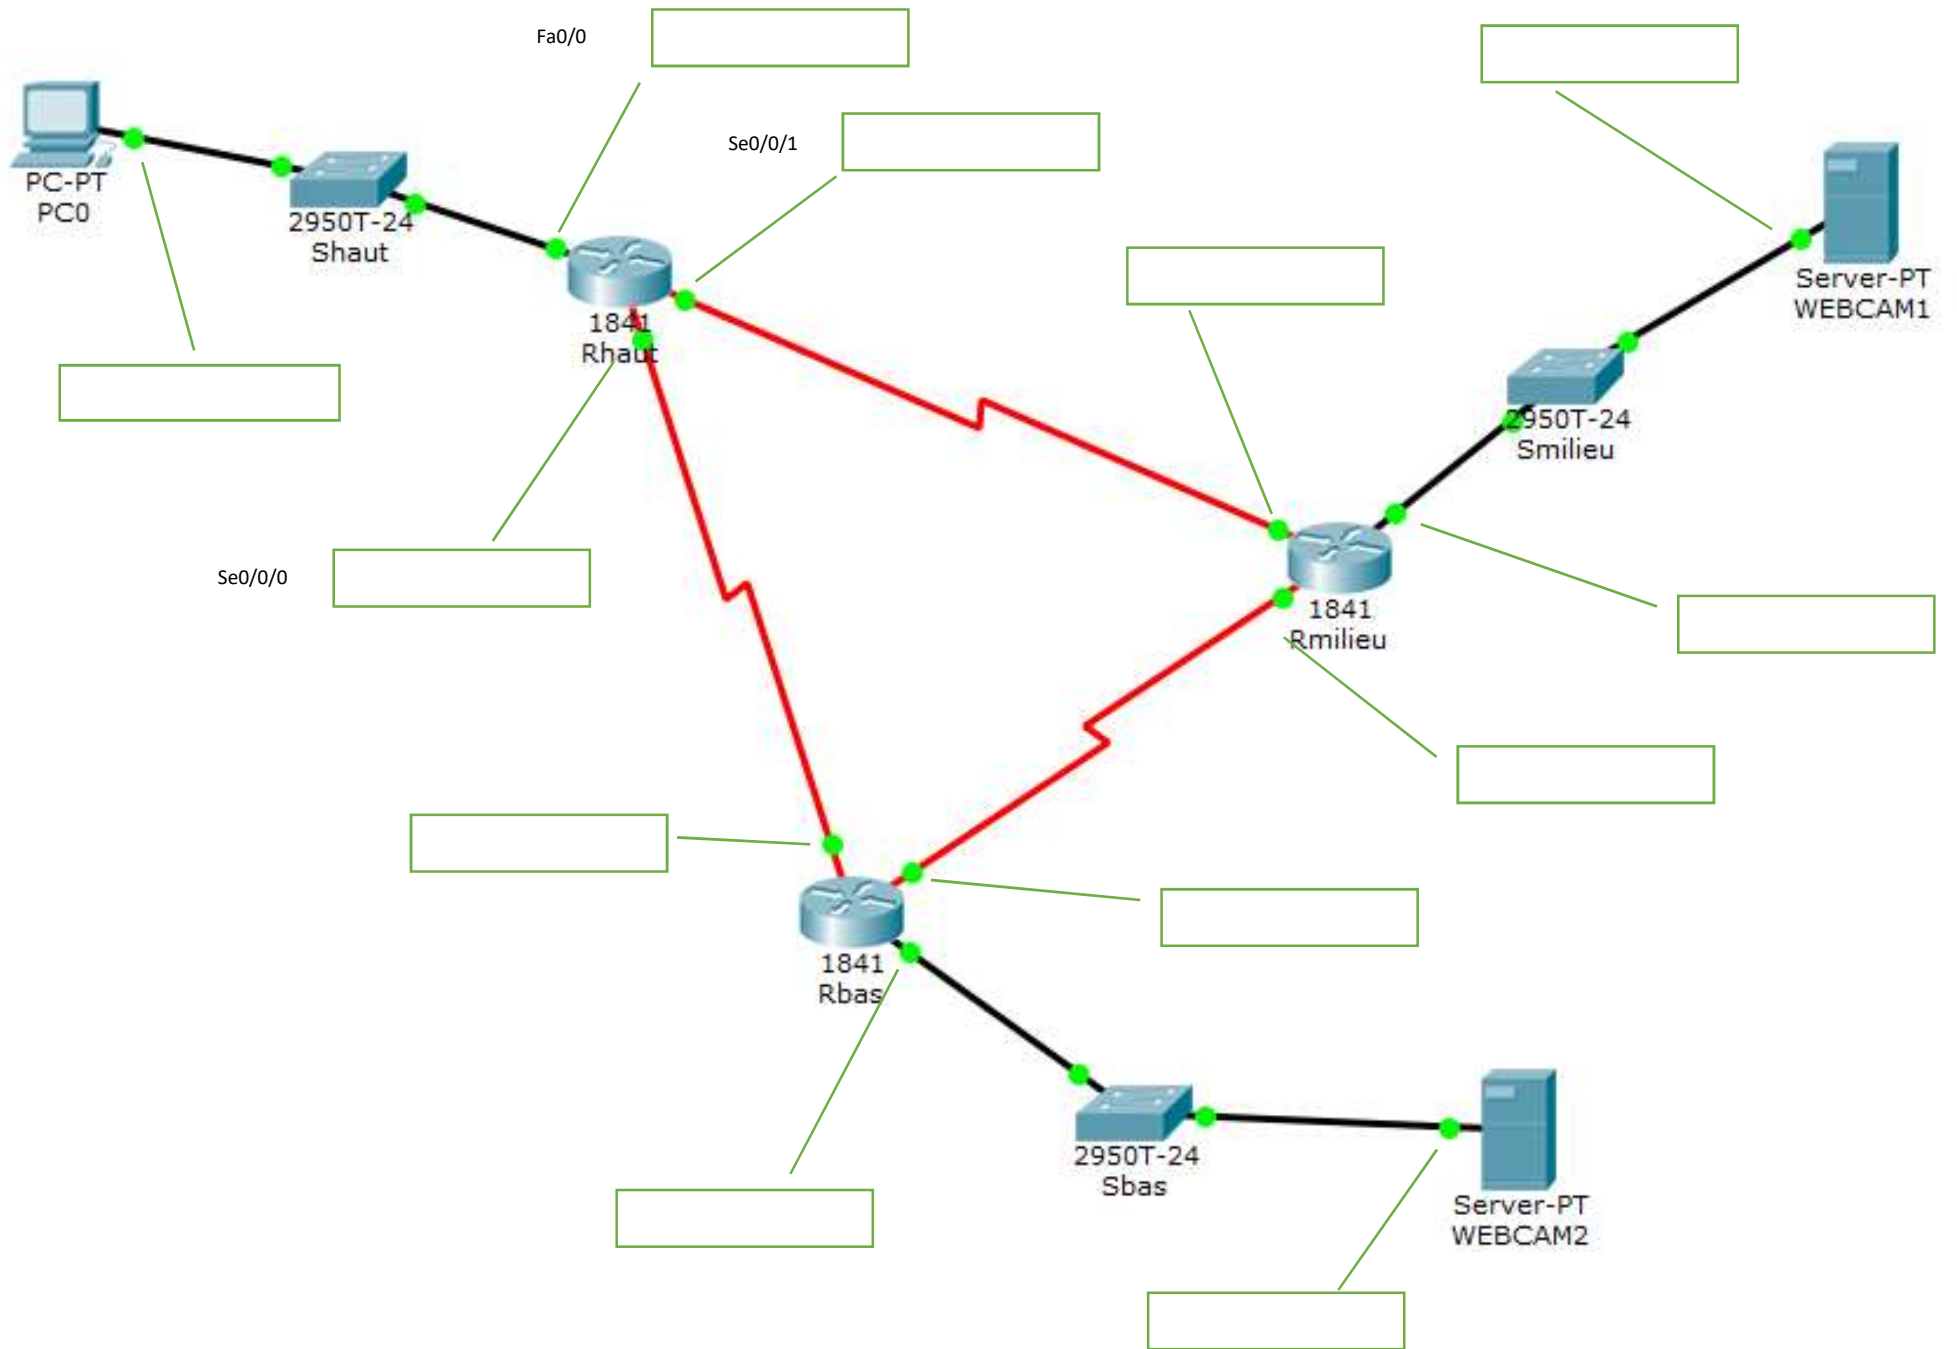 Fa0/0
Se0/0/1
PC-PT
PC0
2950T-24
Shaut
1841
Rhaut
Server-PT
WEBCAM1
2950T-24
Smilieu
Se0/0/0
1841
Rmilieu
1841
Rbas
2950T-24
Sbas
Server-PT
WEBCAM2